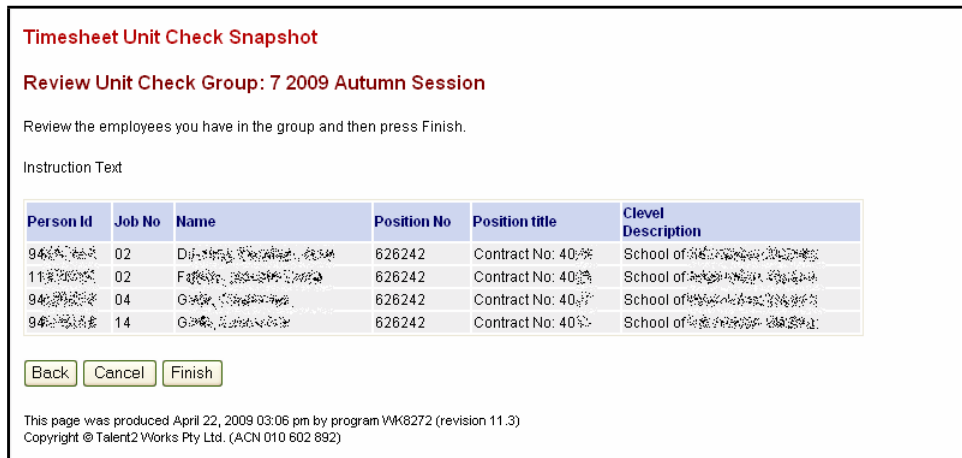 Timesheet Unit Check Snapshot
Review Unit Check Group: 7 2009 Autumn Session
Review the employees you have in the group and then press Finish.
Instruction Text
Person Id Job No Name Position No Position title Clevel Description
02 626242 Contract No: School of
02 626242 Contract No: School of
04 626242 Contract No: School of
14 626242 Contract No: School of
Back Cancel Finish
This page was produced April 22, 2009 03:06 pm by program WK8272 (revision 11.3)
Copyright © Talent2 Works Pty Ltd. (ACN 010 602 892)